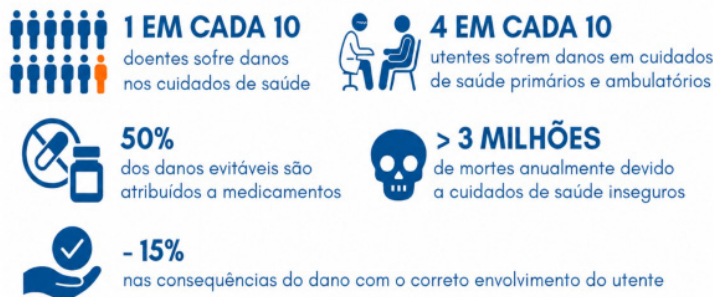 1 EM CADA 10
doentes sofre danos
nos cuidados de saúde
4 EM CADA 10
utentes sofrem danos em cuidados
de saúde primários e ambulatórios
50%
dos danos evitáveis são
atribuídos a medicamentos
> 3 MILHÕES
de mortes anualmente devido
a cuidados de saúde inseguros
- 15%
nas consequências do dano com o correto envolvimento do utente